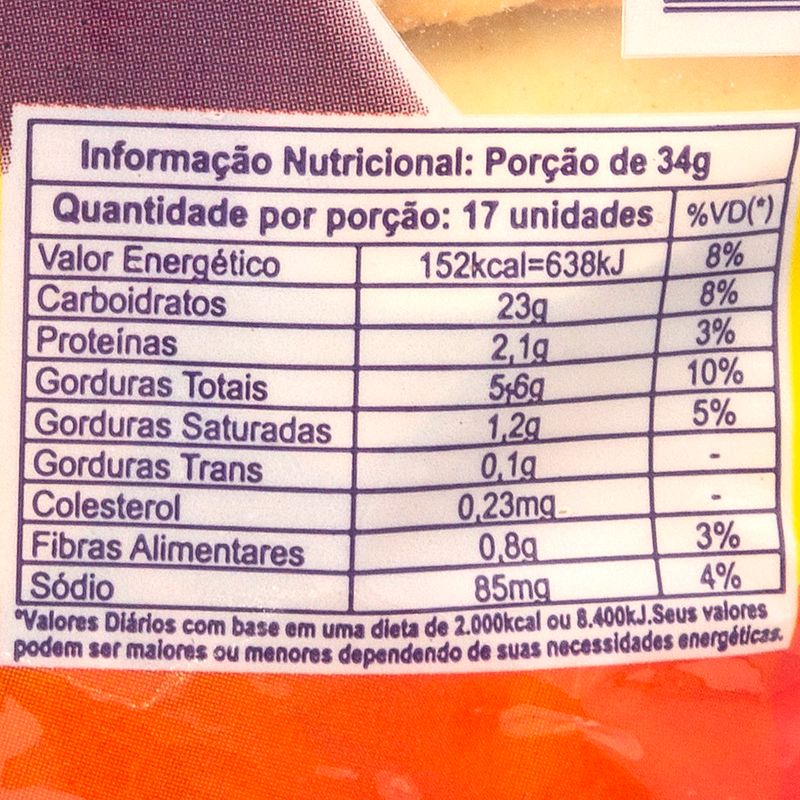 Informação Nutricional: Porção de 34g
Quantidade por porção: 17 unidades %VD(*)
Valor Energético 152kcal=638kJ 8%
Carboidratos 23g 8%
Proteínas 2,1g 3%
Gorduras Totais 5,6g 10%
Gorduras Saturadas 1,2g 5%
Gorduras Trans 0,1g -
Colesterol 0,23mg -
Fibras Alimentares 0,8g 3%
Sódio 85mg 4%
*Valores Diários com base em uma dieta de 2.000kcal ou 8.400kJ.Seus valores
podem ser maiores ou menores dependendo de suas necessidades energéticas.